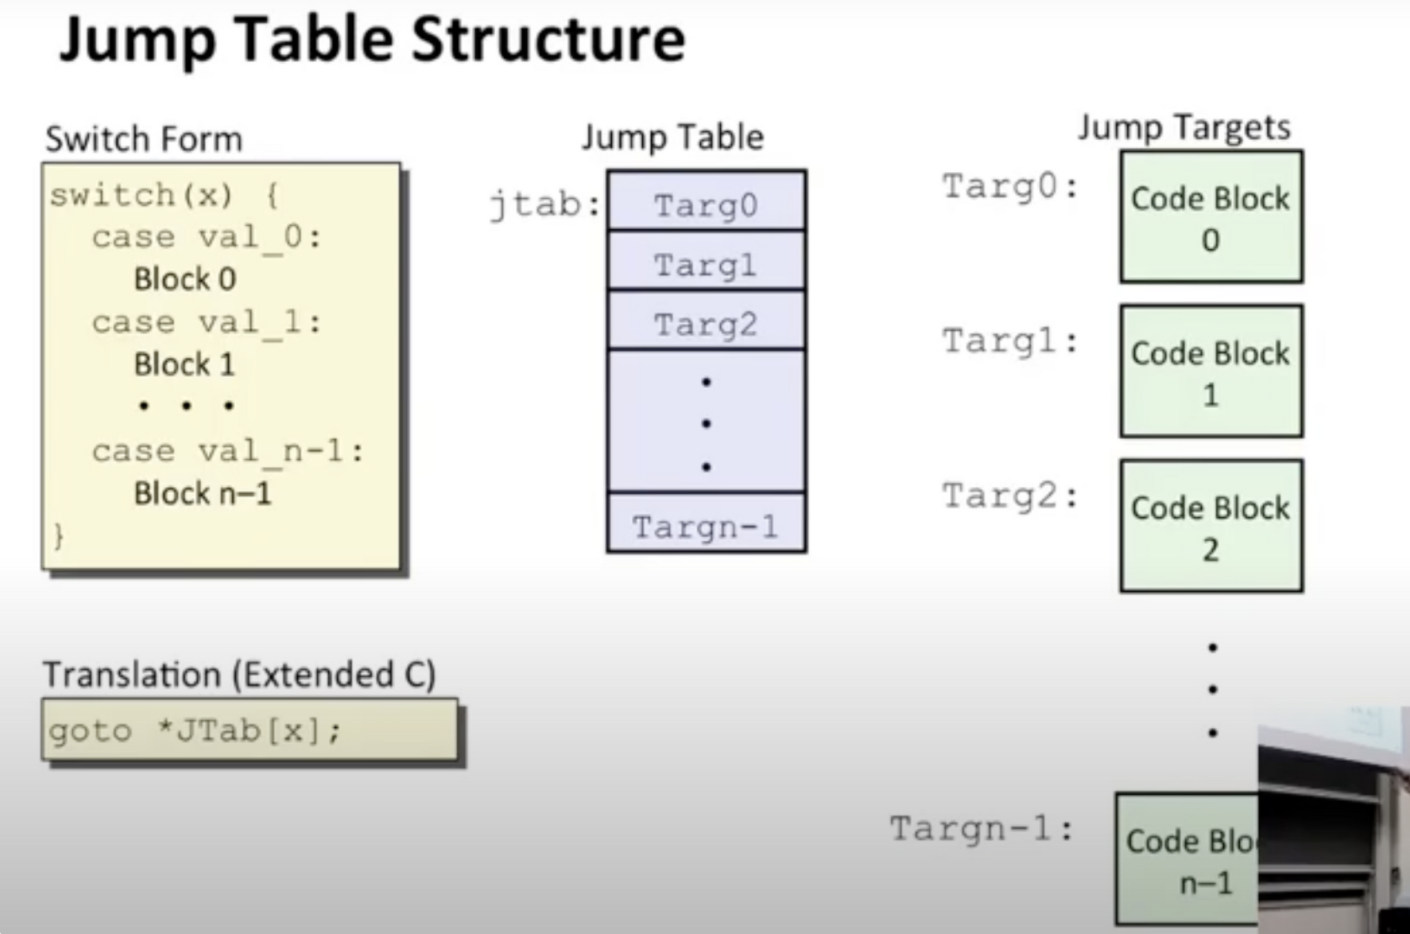 Jump Table Structure
Switch Form
switch(x) {
case val_0:
Block 0
case val_1:
Block 1
• • •
case val_n-1:
Block n–1
}
Translation (Extended C)
goto *JTab[x];
Jump Table
jtab:
Targ0
Targ1
Targ2
Targn-1
Jump Targets
Targ0:
Code Block
0
Targ1:
Code Block
1
Targ2:
Code Block
2
Targn-1:
Code Blo
n–1